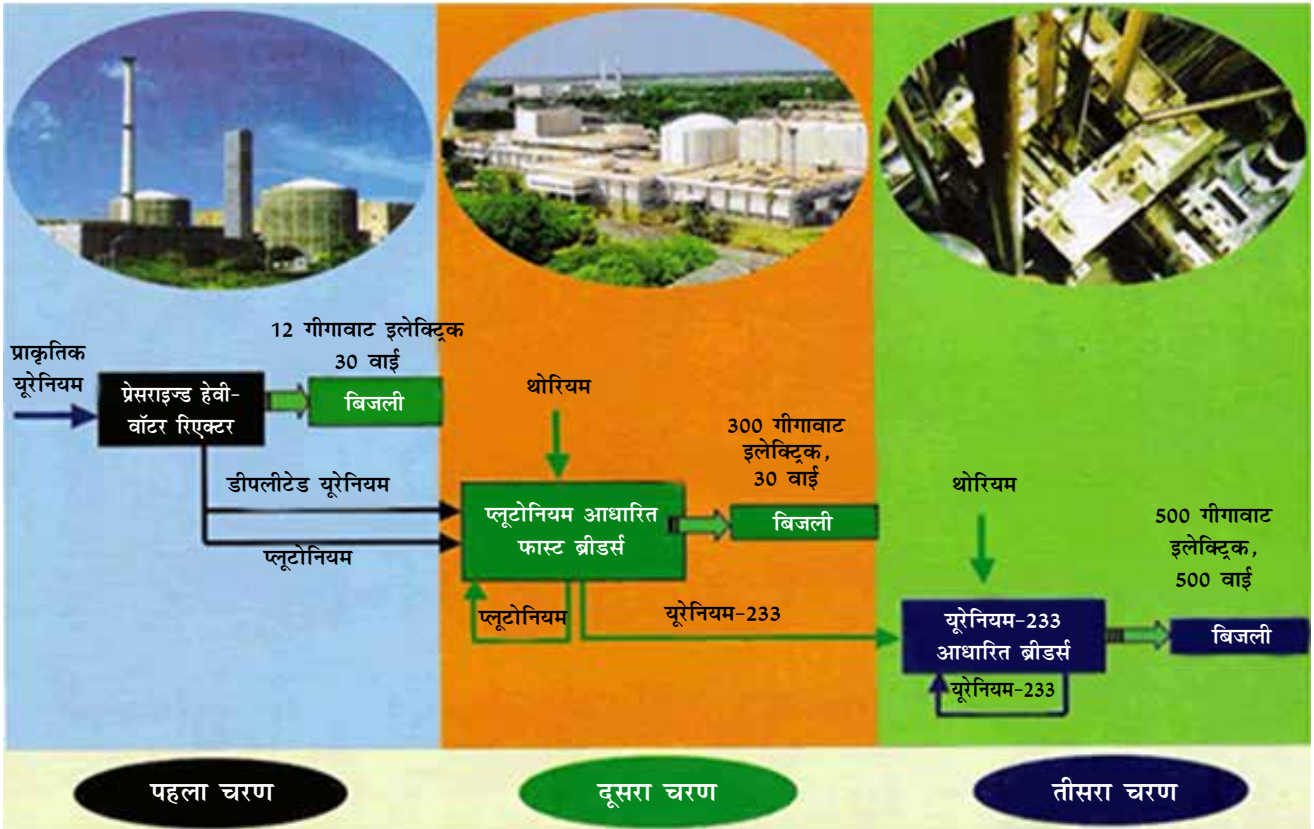 प्राकृतिक
यूरेनियम
प्रेसराइज्ड हेवी-
वॉटर रिएक्टर
12 गीगावाट इलेक्ट्रिक
30 वाई
बिजली
डीपलीटेड यूरेनियम
प्लूटोनियम
थोरियम
प्लूटोनियम आधारित
फास्ट ब्रीडर्स
300 गीगावाट
इलेक्ट्रिक,
30 वाई
बिजली
प्लूटोनियम
यूरेनियम-233
थोरियम
यूरेनियम-233
आधारित ब्रीडर्स
500 गीगावाट
इलेक्ट्रिक,
500 वाई
बिजली
यूरेनियम-233
पहला चरण
दूसरा चरण
तीसरा चरण